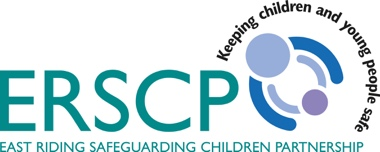 Keeping children and young people safe
ERSCP
EAST RIDING SAFEGUARDING CHILDREN PARTNERSHIP